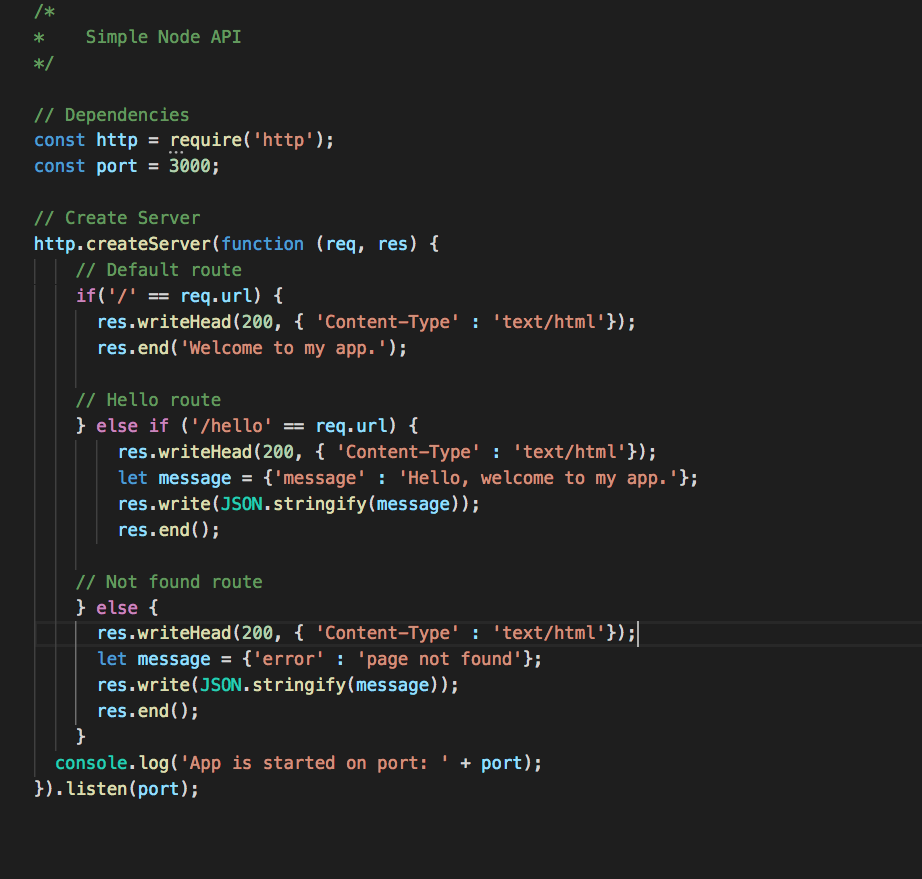 /*
*    Simple Node API
*/
// Dependencies
const http = require('http');
const port = 3000;
// Create Server
http.createServer(function (req, res) {
    // Default route
    if('/' == req.url) {
      res.writeHead(200, { 'Content-Type' : 'text/html'});
      res.end('Welcome to my app.');
    // Hello route
    } else if ('/hello' == req.url) {
        res.writeHead(200, { 'Content-Type' : 'text/html'});
        let message = {'message' : 'Hello, welcome to my app.'};
        res.write(JSON.stringify(message));
        res.end();
    // Not found route
    } else {
      res.writeHead(200, { 'Content-Type' : 'text/html'});
      let message = {'error' : 'page not found'};
      res.write(JSON.stringify(message));
      res.end();
    }
  console.log('App is started on port: ' + port);
}).listen(port);